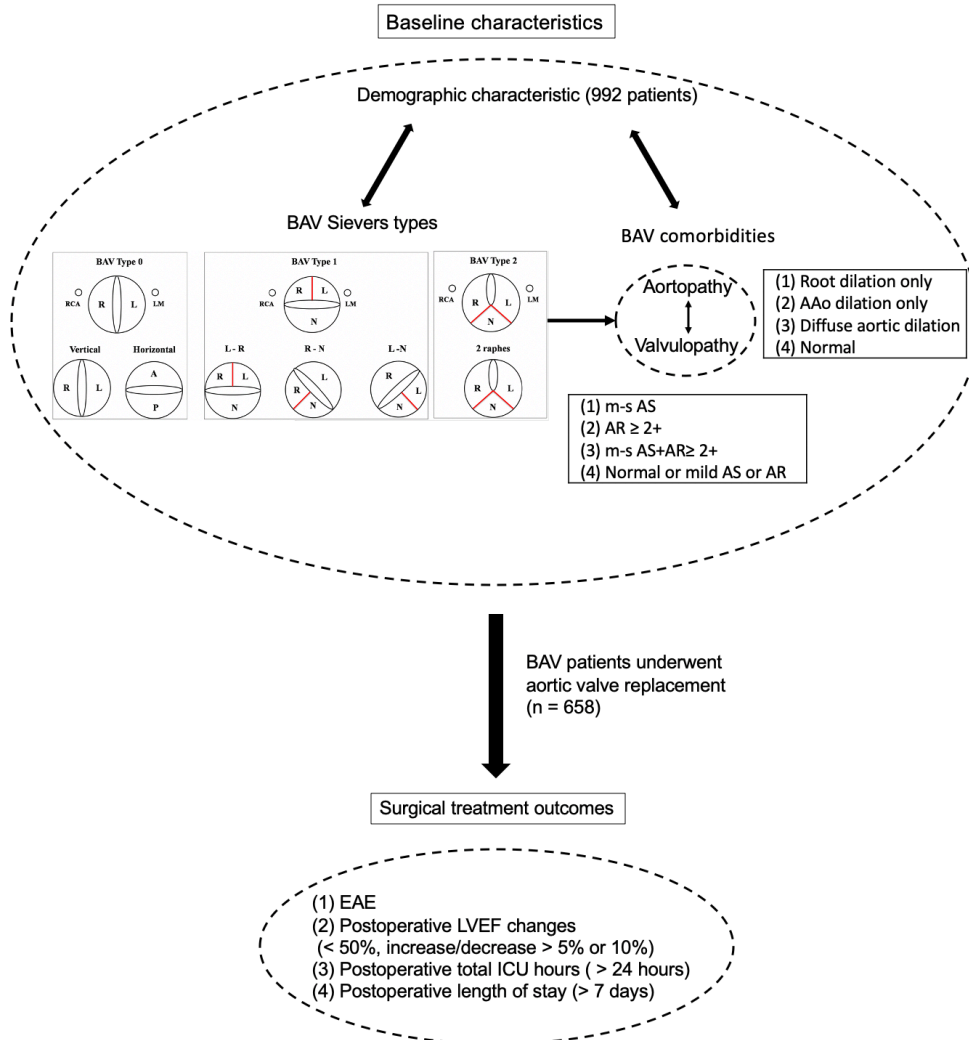 Baseline characteristics
Demographic characteristic (992 patients)
BAV Sievers types
BAV Type 0
RCA
R
L
LM
Vertical
R
L
Horizontal
A
P
BAV Type 1
RCA
R
L
N
LM
L - R
R
L
N
R - N
L
R
N
L -N
R
L
N
BAV Type 2
RCA
R
L
N
LM
2 raphes
R
L
N
BAV comorbidities
Aortopathy
Valvulopathy
(1) Root dilation only
(2) AAo dilation only
(3) Diffuse aortic dilation
(4) Normal
(1) m-s AS
(2) AR ≥ 2+
(3) m-s AS+AR≥ 2+
(4) Normal or mild AS or AR
BAV patients underwent
aortic valve replacement
(n = 658)
Surgical treatment outcomes
(1) EAE
(2) Postoperative LVEF changes
(< 50%, increase/decrease > 5% or 10%)
(3) Postoperative total ICU hours ( > 24 hours)
(4) Postoperative length of stay (> 7 days)